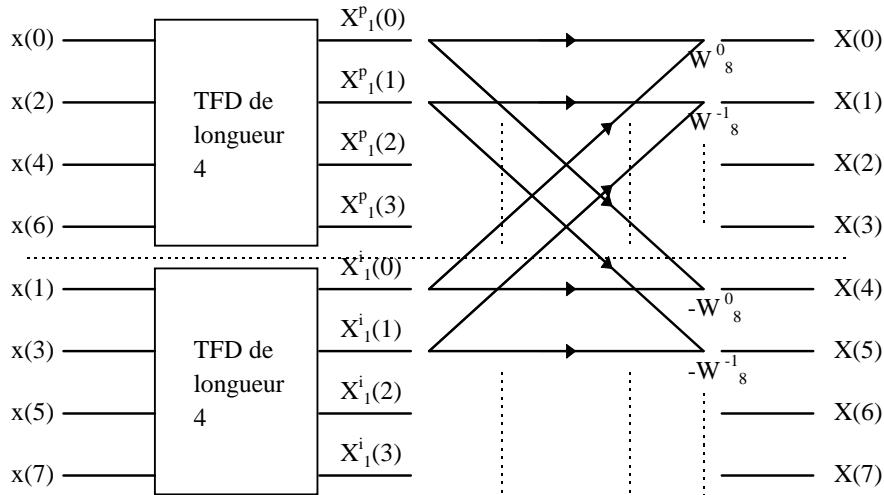 x(0) X^p_1(0) W^0_8 X(0)
x(2) X^p_1(1) W^-1_8 X(1)
TFD de
longueur
4
x(4) X^p_1(2) X(2)
x(6) X^p_1(3) X(3)
x(1) X^i_1(0) -W^0_8 X(4)
x(3) X^i_1(1) -W^-1_8 X(5)
TFD de
longueur
4
x(5) X^i_1(2) X(6)
x(7) X^i_1(3) X(7)